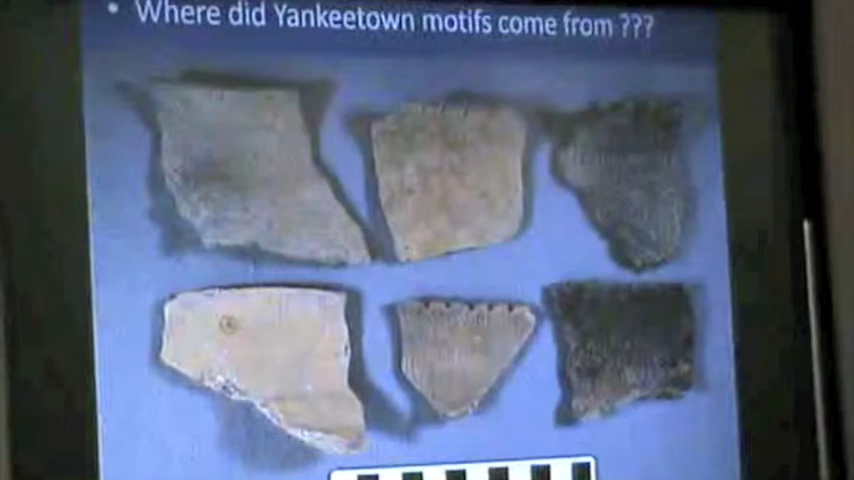 • Where did Yankeetown motifs come from ???